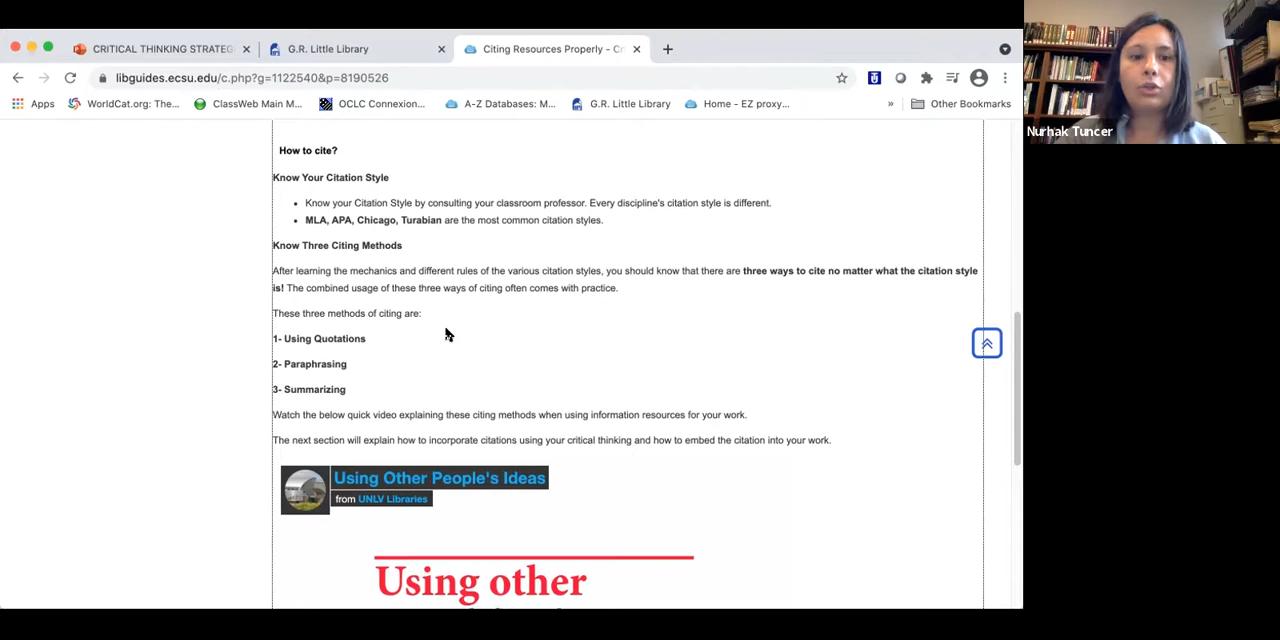 CRITICAL THINKING STRATEG
G.R. Little Library
Citing Resources Properly - Cr
libguides.ecsu.edu/c.php?g=1122540&p=8190526
Apps
WorldCat.org: The...
ClassWeb Main M...
OCLC Connexion...
A-Z Databases: M...
G.R. Little Library
Home - EZ proxy...
»
Other Bookmarks
Nurhak Tuncer
How to cite?
Know Your Citation Style
• Know your Citation Style by consulting your classroom professor. Every discipline's citation style is different.
• MLA, APA, Chicago, Turabian are the most common citation styles.
Know Three Citing Methods
After learning the mechanics and different rules of the various citation styles, you should know that there are three ways to cite no matter what the citation style
is! The combined usage of these three ways of citing often comes with practice.
These three methods of citing are:
1- Using Quotations
2- Paraphrasing
3- Summarizing
Watch the below quick video explaining these citing methods when using information resources for your work.
The next section will explain how to incorporate citations using your critical thinking and how to embed the citation into your work.
Using Other People's Ideas
from UNLV Libraries
Using other